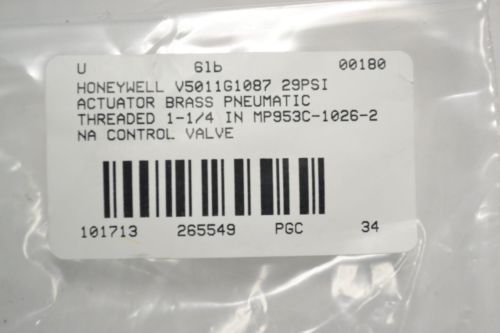 U 6lb 00180
HONEYWELL V5011G1087 29PSI
ACTUATOR BRASS PNEUMATIC
THREADED 1-1/4 IN MP953C-1026-2
NA CONTROL VALVE
101713 265549 PGC 34